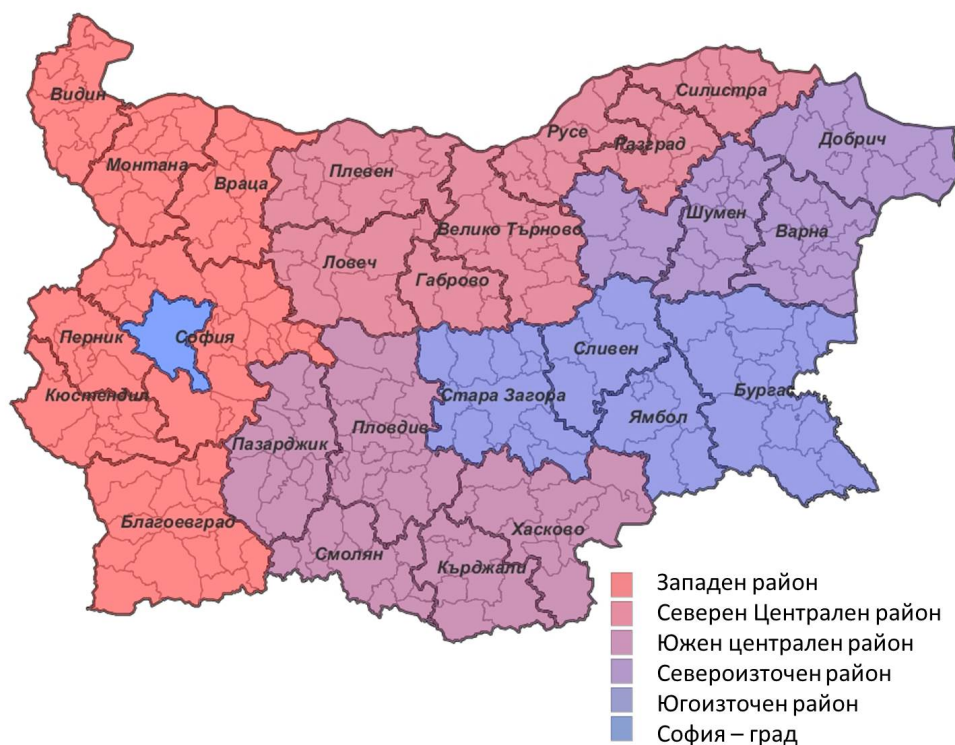 Видин
Монтана
Враца
Плевен
Русе
Силистра
Разград
Добрич
Шумен
Варна
Велико Търново
Ловеч
Габрово
Перник
София
Кюстендил
Сливен
Стара Загора
Ямбол
Бургас
Пазарджик
Пловдив
Благоевград
Смолян
Кърджали
Хасково
Западен район
Северен Централен район
Южен централен район
Североизточен район
Югоизточен район
София – град